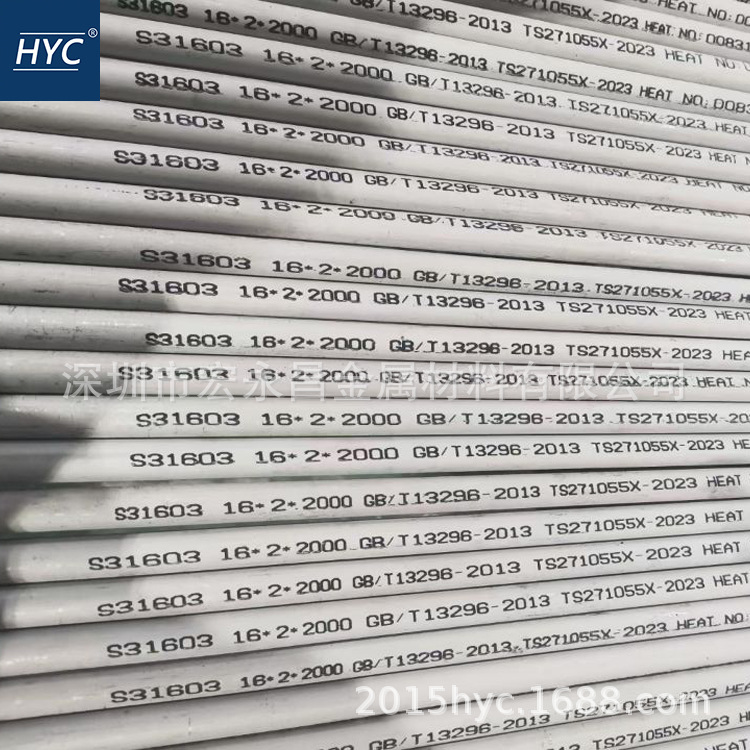 HYC
HEAT NO: D083
S31603 16*2*2000 GB/T13296-2013 TS271055X-2023 HEAT NO: D083
S31603 16*2*2000 GB/T13296-2013 TS271055X-2023 HEAT NO:
S31603 16*2*2000 GB/T13296-2013 TS271055X-2023 HEAT NO: D083
S31603 16*2*2000 GB/T13296-2013 TS271055X-2023 HEAT
S31603 16*2*2000 GB/T13296-2013 TS271055X-2023 HEAT
S31603 16*2*2000 GB/T13296-2013 TS271055X-2023
S31603 16*2*2000 GB/T13296-2013 TS271055X-2023
S31603 16*2*2000 GB/T13296-2013 TS271055X-2023 HE
S31603 16*2*2000 GB/T13296-2013 TS271055X-2023
S31603 16*2*2000 GB/T13296-2013 TS271055X-2023
深圳市宏永昌金属材料有限公司
S31603 16*2*2000 GB/T13296-2013 TS271055X-2023
S31603 16*2*2000 GB/T13296-2013 TS271055X-20
S31603 16*2*2000 GB/T13296-2013 TS271055X-2023
S31603 16*2*2000 GB/T13296-2013 TS271055X-2023 HEAT
S31603 16*2*2000 GB/T13296-2013 TS271055X-2023 HEAT
S31603 16*2*2000 GB/T13296-2013 TS271055X-2023 HEAT
S31603 16*2*2000 GB/T13296-2013 TS271055X-2023 HEAT
S31603 16*2*2000 GB/T13296-2013 TS271055X-2023 HEAT NO:
S31603 16*2*2000 GB/T13296-2013 TS271055X-2023 HEAT
2015hyc.1688.com